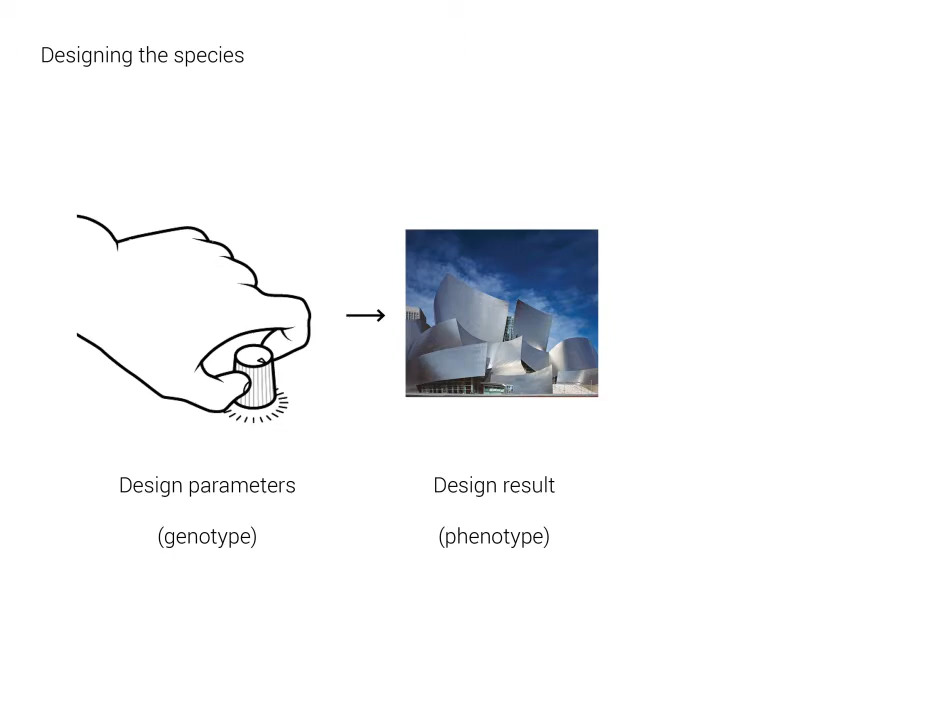 Designing the species
Design parameters
(genotype)
Design result
(phenotype)